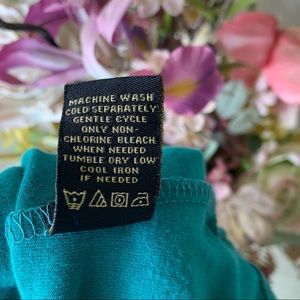 MACHINE WASH
COLD SEPARATELY
GENTLE CYCLE
ONLY NON-
CHLORINE BLEACH
WHEN NEEDED
TUMBLE DRY LOW
COOL IRON
IF NEEDED